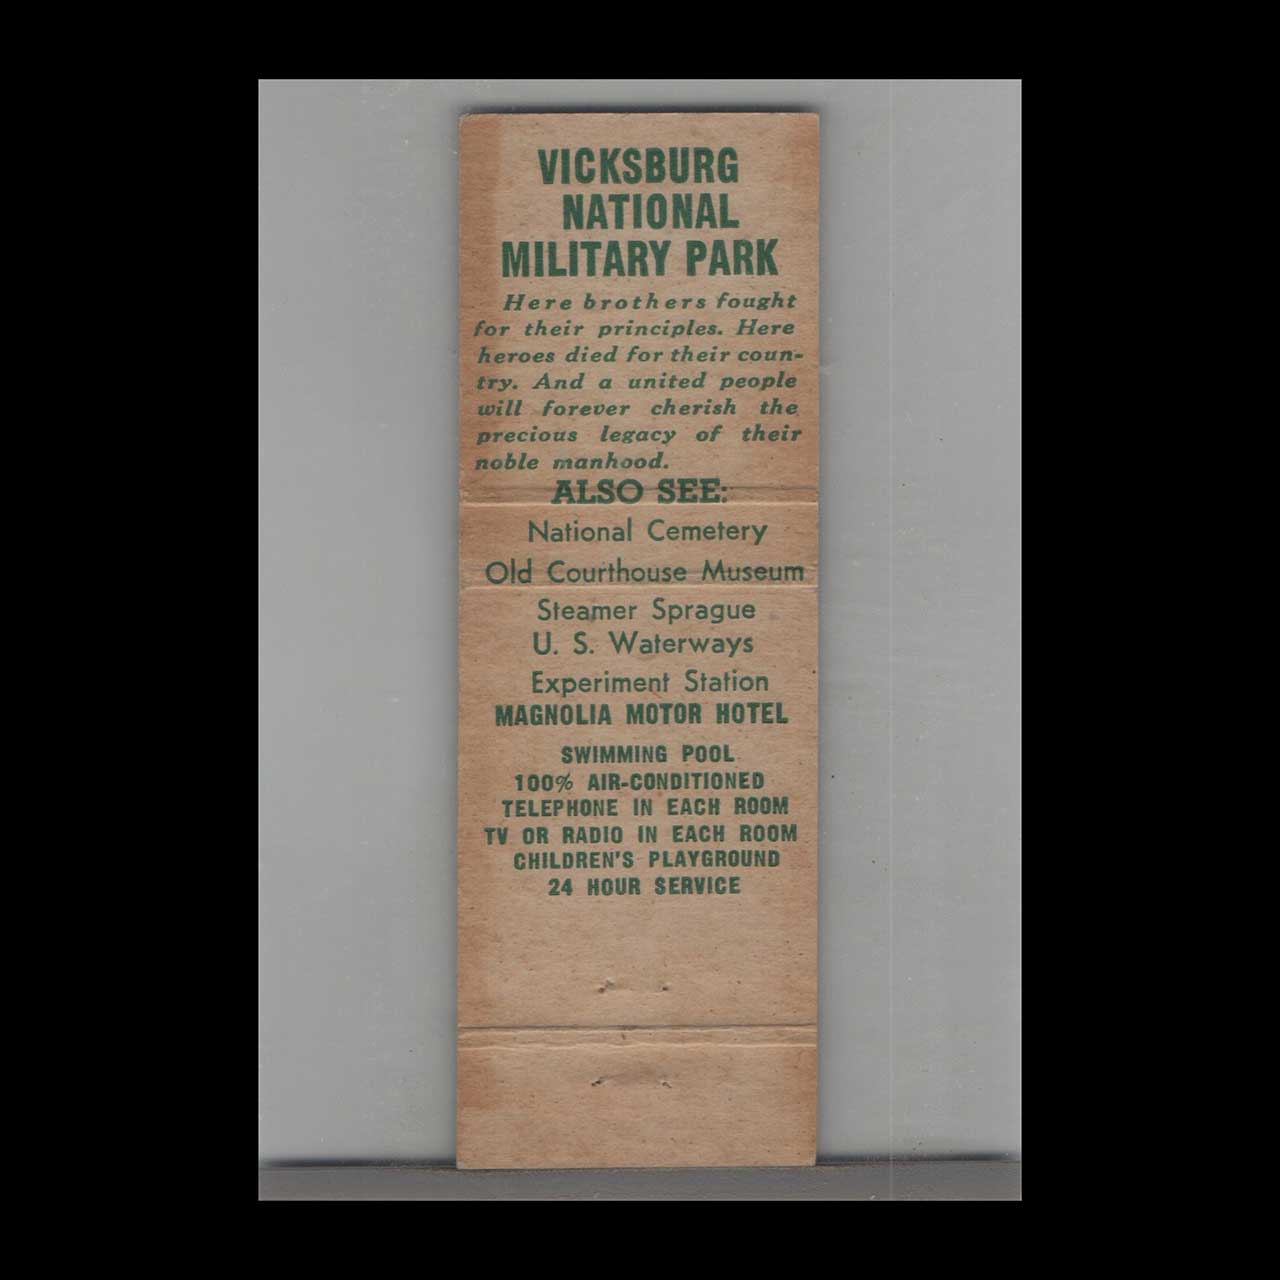 VICKSBURG
NATIONAL
MILITARY PARK
Here brothers fought
for their principles. Here
heroes died for their coun-
try. And a united people
will forever cherish the
precious legacy of their
noble manhood.
ALSO SEE:
National Cemetery
Old Courthouse Museum
Steamer Sprague
U. S. Waterways
Experiment Station
MAGNOLIA MOTOR HOTEL
SWIMMING POOL
100% AIR-CONDITIONED
TELEPHONE IN EACH ROOM
TV OR RADIO IN EACH ROOM
CHILDREN'S PLAYGROUND
24 HOUR SERVICE